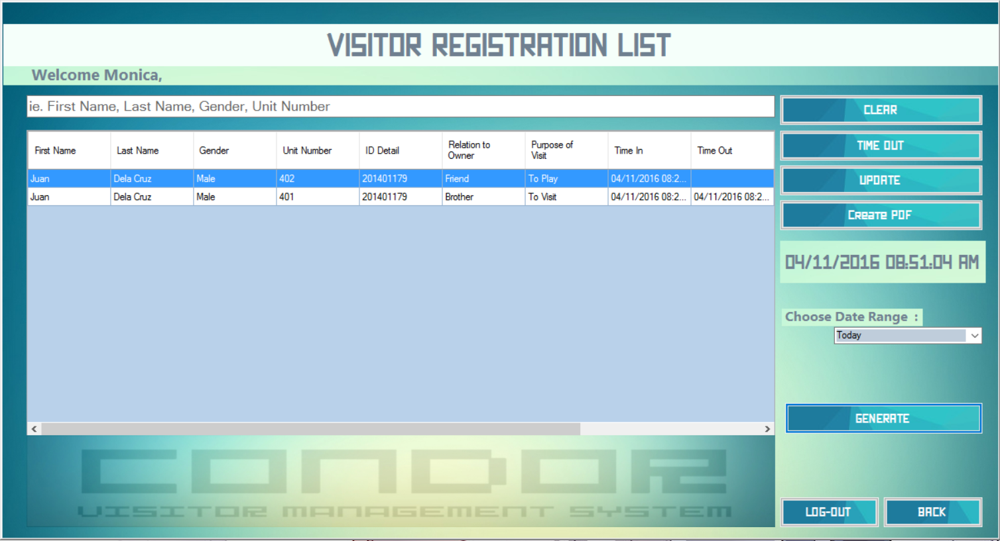 VISITOR REGISTRATION LIST
Welcome Monica,
ie. First Name, Last Name, Gender, Unit Number
First Name Last Name Gender Unit Number ID Detail Relation to Owner Purpose of Visit Time In Time Out
Juan Dela Cruz Male 402 201401179 Friend To Play 04/11/2016 08:2...
Juan Dela Cruz Male 401 201401179 Brother To Visit 04/11/2016 08:2... 04/11/2016 08:2...
CLEAR
TIME OUT
UPDATE
Create PDF
04/11/2016 08:51:04 AM
Choose Date Range :
Today
GENERATE
CONDOR
VISITOR MANAGEMENT SYSTEM
LOG-OUT BACK